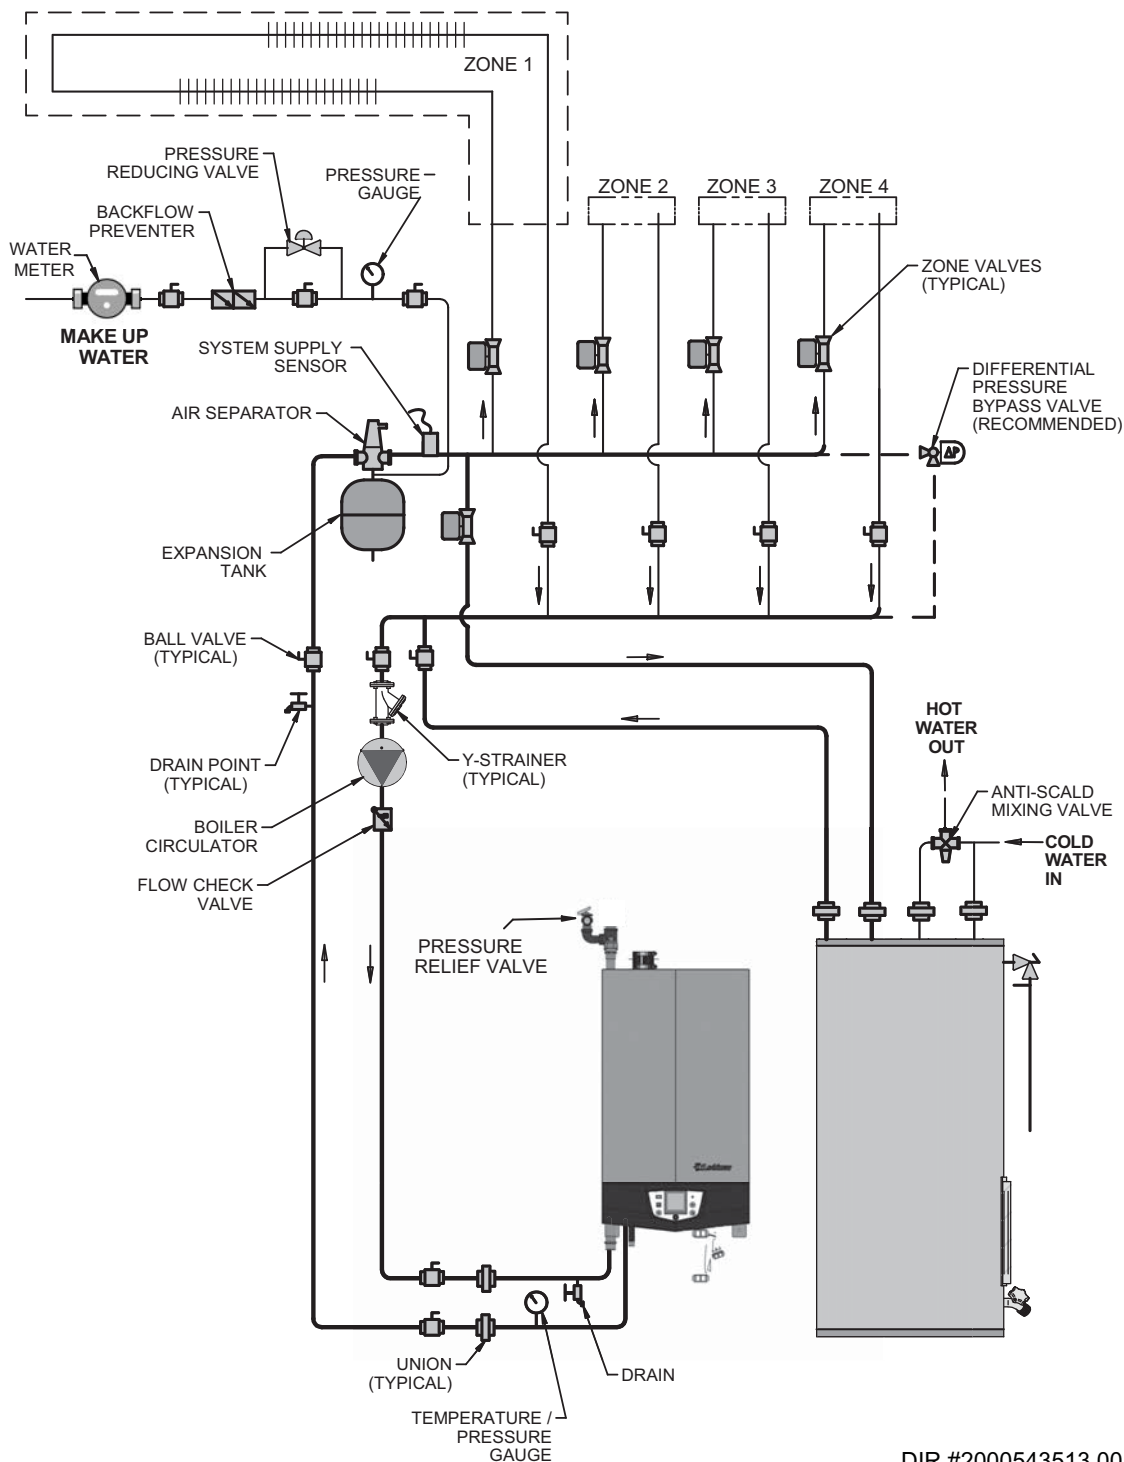 ZONE 1
PRESSURE
REDUCING VALVE
PRESSURE
GAUGE
BACKFLOW
PREVENTER
WATER
METER
MAKE UP
WATER
ZONE 2
ZONE 3
ZONE 4
ZONE VALVES
(TYPICAL)
SYSTEM SUPPLY
SENSOR
AIR SEPARATOR
DIFFERENTIAL
PRESSURE
BYPASS VALVE
(RECOMMENDED)
ΔP
EXPANSION
TANK
BALL VALVE
(TYPICAL)
DRAIN POINT
(TYPICAL)
Y-STRAINER
(TYPICAL)
BOILER
CIRCULATOR
FLOW CHECK
VALVE
HOT
WATER
OUT
ANTI-SCALD
MIXING VALVE
COLD
WATER
IN
PRESSURE
RELIEF VALVE
UNION
(TYPICAL)
DRAIN
TEMPERATURE /
PRESSURE
GAUGE
DIR #2000543513 00